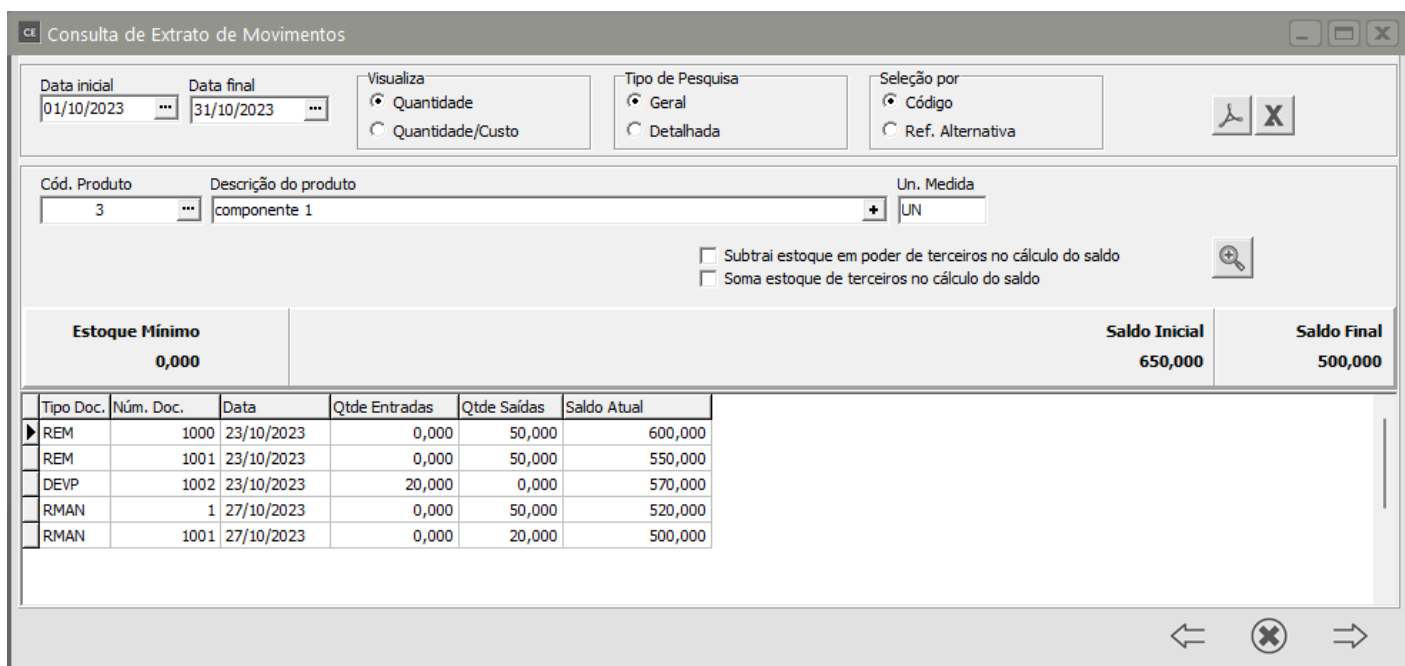 CE Consulta de Extrato de Movimentos
Data inicial Data final Visualiza Tipo de Pesquisa Seleção por
01/10/2023 ... 31/10/2023 ... Quantidade Geral Código
Quantidade/Custo Detalhada Ref. Alternativa
Cód. Produto Descrição do produto Un. Medida
3 ... componente 1 + UN
Subtrai estoque em poder de terceiros no cálculo do saldo
Soma estoque de terceiros no cálculo do saldo
Estoque Mínimo Saldo Inicial Saldo Final
0,000 650,000 500,000
Tipo Doc. Núm. Doc. Data Qtde Entradas Qtde Saídas Saldo Atual
REM 1000 23/10/2023 0,000 50,000 600,000
REM 1001 23/10/2023 0,000 50,000 550,000
DEVP 1002 23/10/2023 20,000 0,000 570,000
RMAN 1 27/10/2023 0,000 50,000 520,000
RMAN 1001 27/10/2023 0,000 20,000 500,000